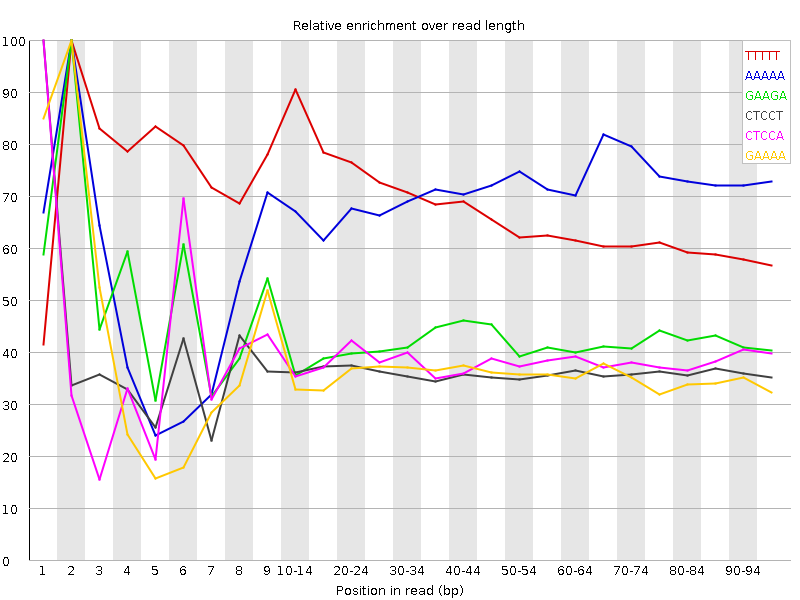 Relative enrichment over read length
100
90
80
70
60
50
40
30
20
10
0
TTTTT
AAAAA
GAAGA
CTCCT
CTCCA
GAAAA
1 2 3 4 5 6 7 8 9 10-14 20-24 30-34 40-44 50-54 60-64 70-74 80-84 90-94
Position in read (bp)